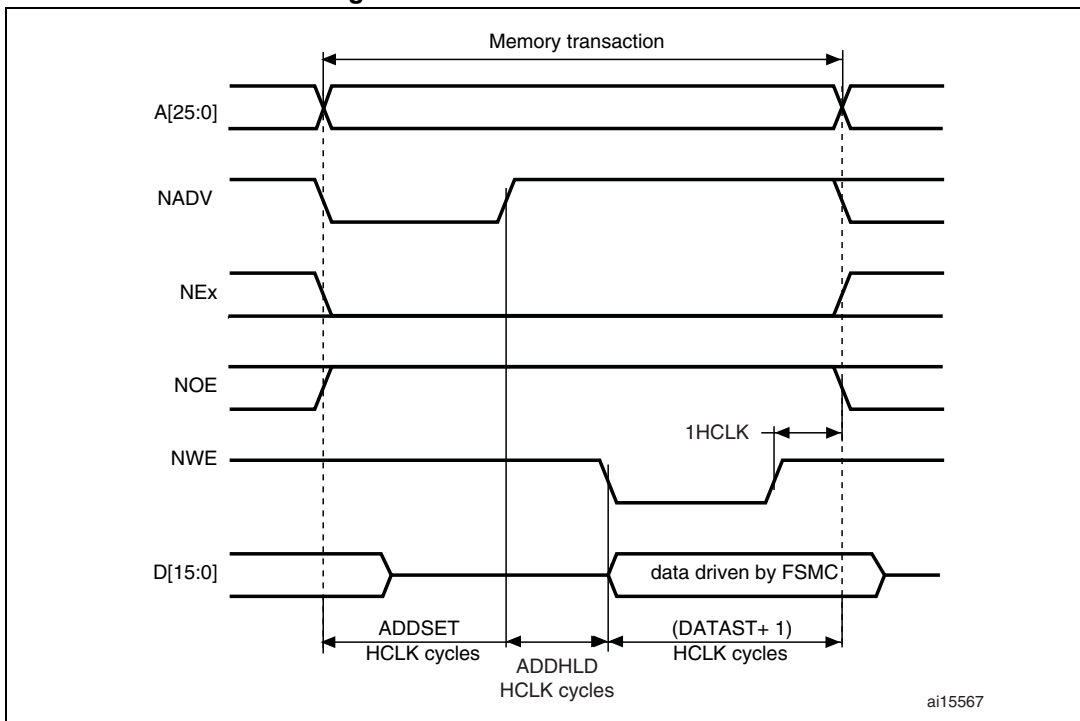 g
Memory transaction
A[25:0]
NADV
NEx
NOE
1HCLK
NWE
D[15:0]
data driven by FSMC
ADDSET
HCLK cycles
ADDHLD
HCLK cycles
(DATAST+ 1)
HCLK cycles
ai15567